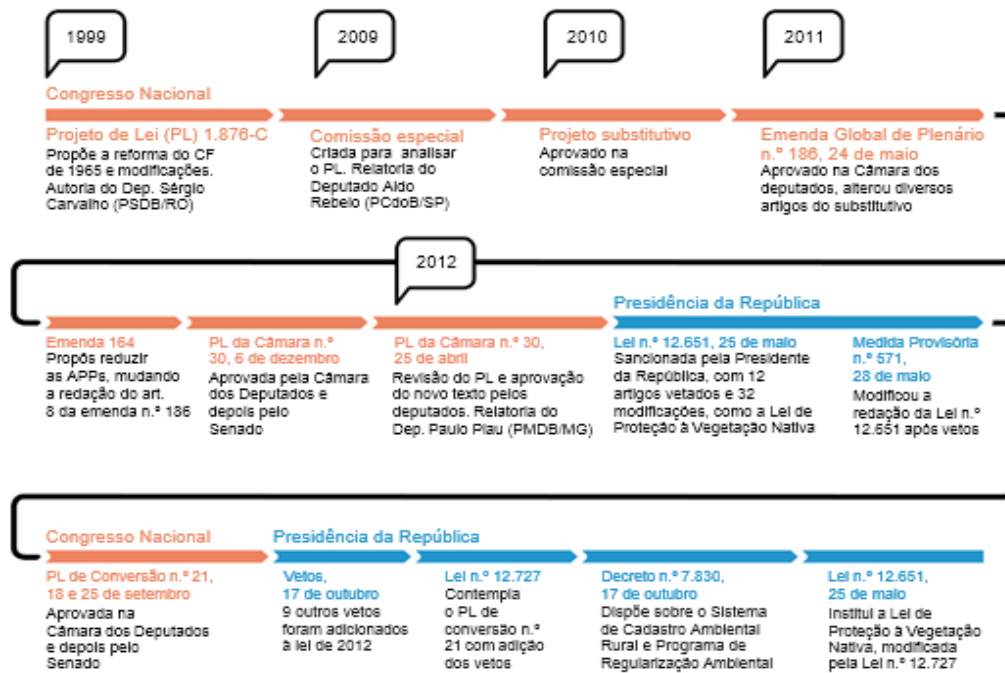 1999
2009
2010
2011
Congresso Nacional
Projeto de Lei (PL) 1.876-C
Propõe a reforma do CF
de 1965 e modificações.
Autoria do Dep. Sérgio
Carvalho (PSDB/RO)
Comissão especial
Criada para analisar
o PL. Relatoria do
Deputado Aldo
Rebelo (PCdoB/SP)
Projeto substitutivo
Aprovado na
comissão especial
Emenda Global de Plenário
n.º 186, 24 de maio
Aprovado na Câmara dos
deputados, alterou diversos
artigos do substitutivo
2012
Emenda 164
Propôs reduzir
as APPs, mudando
a redação do art.
8 da emenda n.º 186
PL da Câmara n.º
30, 6 de dezembro
Aprovada pela Câmara
dos Deputados e
depois pelo
Senado
PL da Câmara n.º 30,
25 de abril
Revisão do PL e aprovação
do novo texto pelos
deputados. Relatoria do
Dep. Paulo Piau (PMDB/MG)
Presidência da República
Lei n.º 12.651, 25 de maio
Sancionada pela Presidente
da República, com 12
artigos vetados e 32
modificações, como a Lei de
Proteção à Vegetação Nativa
Medida Provisória
n.º 571,
28 de maio
Modificou a
redação da Lei n.º
12.651 após vetos
Congresso Nacional
PL de Conversão n.º 21,
18 e 25 de setembro
Aprovada na
Câmara dos Deputados
e depois pelo
Senado
Presidência da República
Vetos,
17 de outubro
9 outros vetos
foram adicionados
à lei de 2012
Lei n.º 12.727
Contempla
o PL de
conversão n.º
21 com adição
dos vetos
Decreto n.º 7.830,
17 de outubro
Dispõe sobre o Sistema
de Cadastro Ambiental
Rural e Programa de
Regularização Ambiental
Lei n.º 12.651,
25 de maio
Institui a Lei de
Proteção à Vegetação
Nativa, modificada
pela Lei n.º 12.727